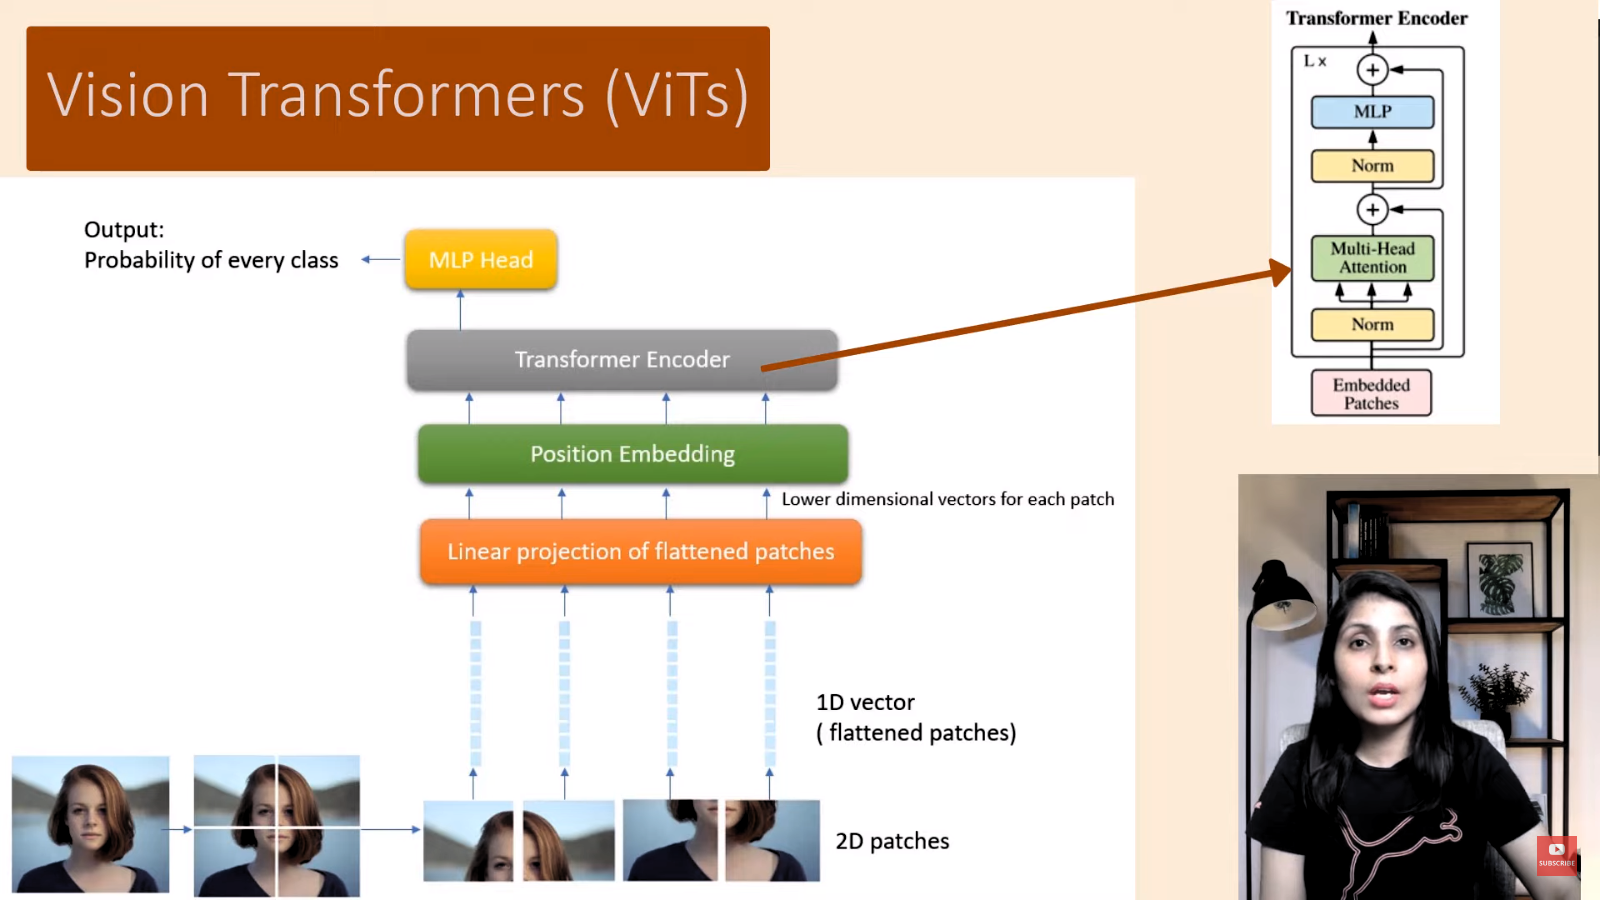 Vision Transformers (ViTs)
Output:
Probability of every class
MLP Head
Transformer Encoder
Position Embedding
Lower dimensional vectors for each patch
Linear projection of flattened patches
1D vector
( flattened patches)
2D patches
Transformer Encoder
L x
+
MLP
Norm
+
Multi-Head
Attention
Norm
Embedded
Patches
SUBSCRIBE